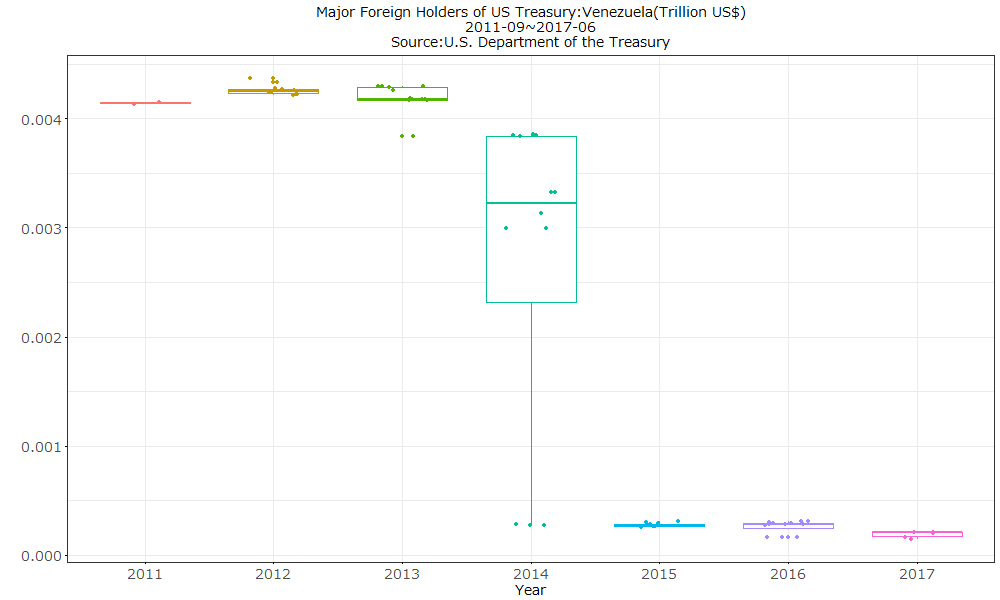 Major Foreign Holders of US Treasury:Venezuela(Trillion US$)
2011-09~2017-06
Source:U.S. Department of the Treasury
0.004
0.003
0.002
0.001
0.000
2011 2012 2013 2014 2015 2016 2017
Year